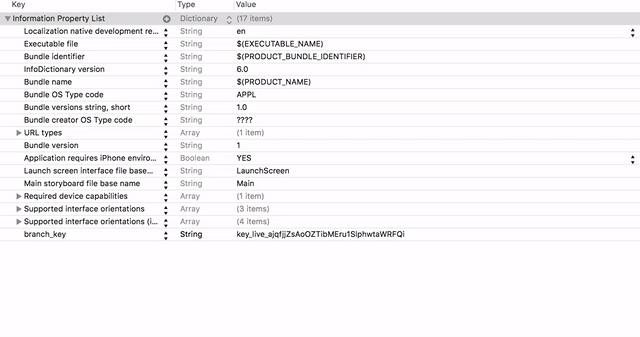 Key Type Value
Information Property List Dictionary (17 items)
Localization native development re... String en
Executable file String $(EXECUTABLE_NAME)
Bundle identifier String $(PRODUCT_BUNDLE_IDENTIFIER)
InfoDictionary version String 6.0
Bundle name String $(PRODUCT_NAME)
Bundle OS Type code String APPL
Bundle versions string, short String 1.0
Bundle creator OS Type code String ????
URL types Array (1 item)
Bundle version String 1
Application requires iPhone enviro... Boolean YES
Launch screen interface file base... String LaunchScreen
Main storyboard file base name String Main
Required device capabilities Array (1 item)
Supported interface orientations Array (3 items)
Supported interface orientations (i... Array (4 items)
branch_key String key_live_ajqfjjZsAoOZTibMEru1SlphwtaWRFQi